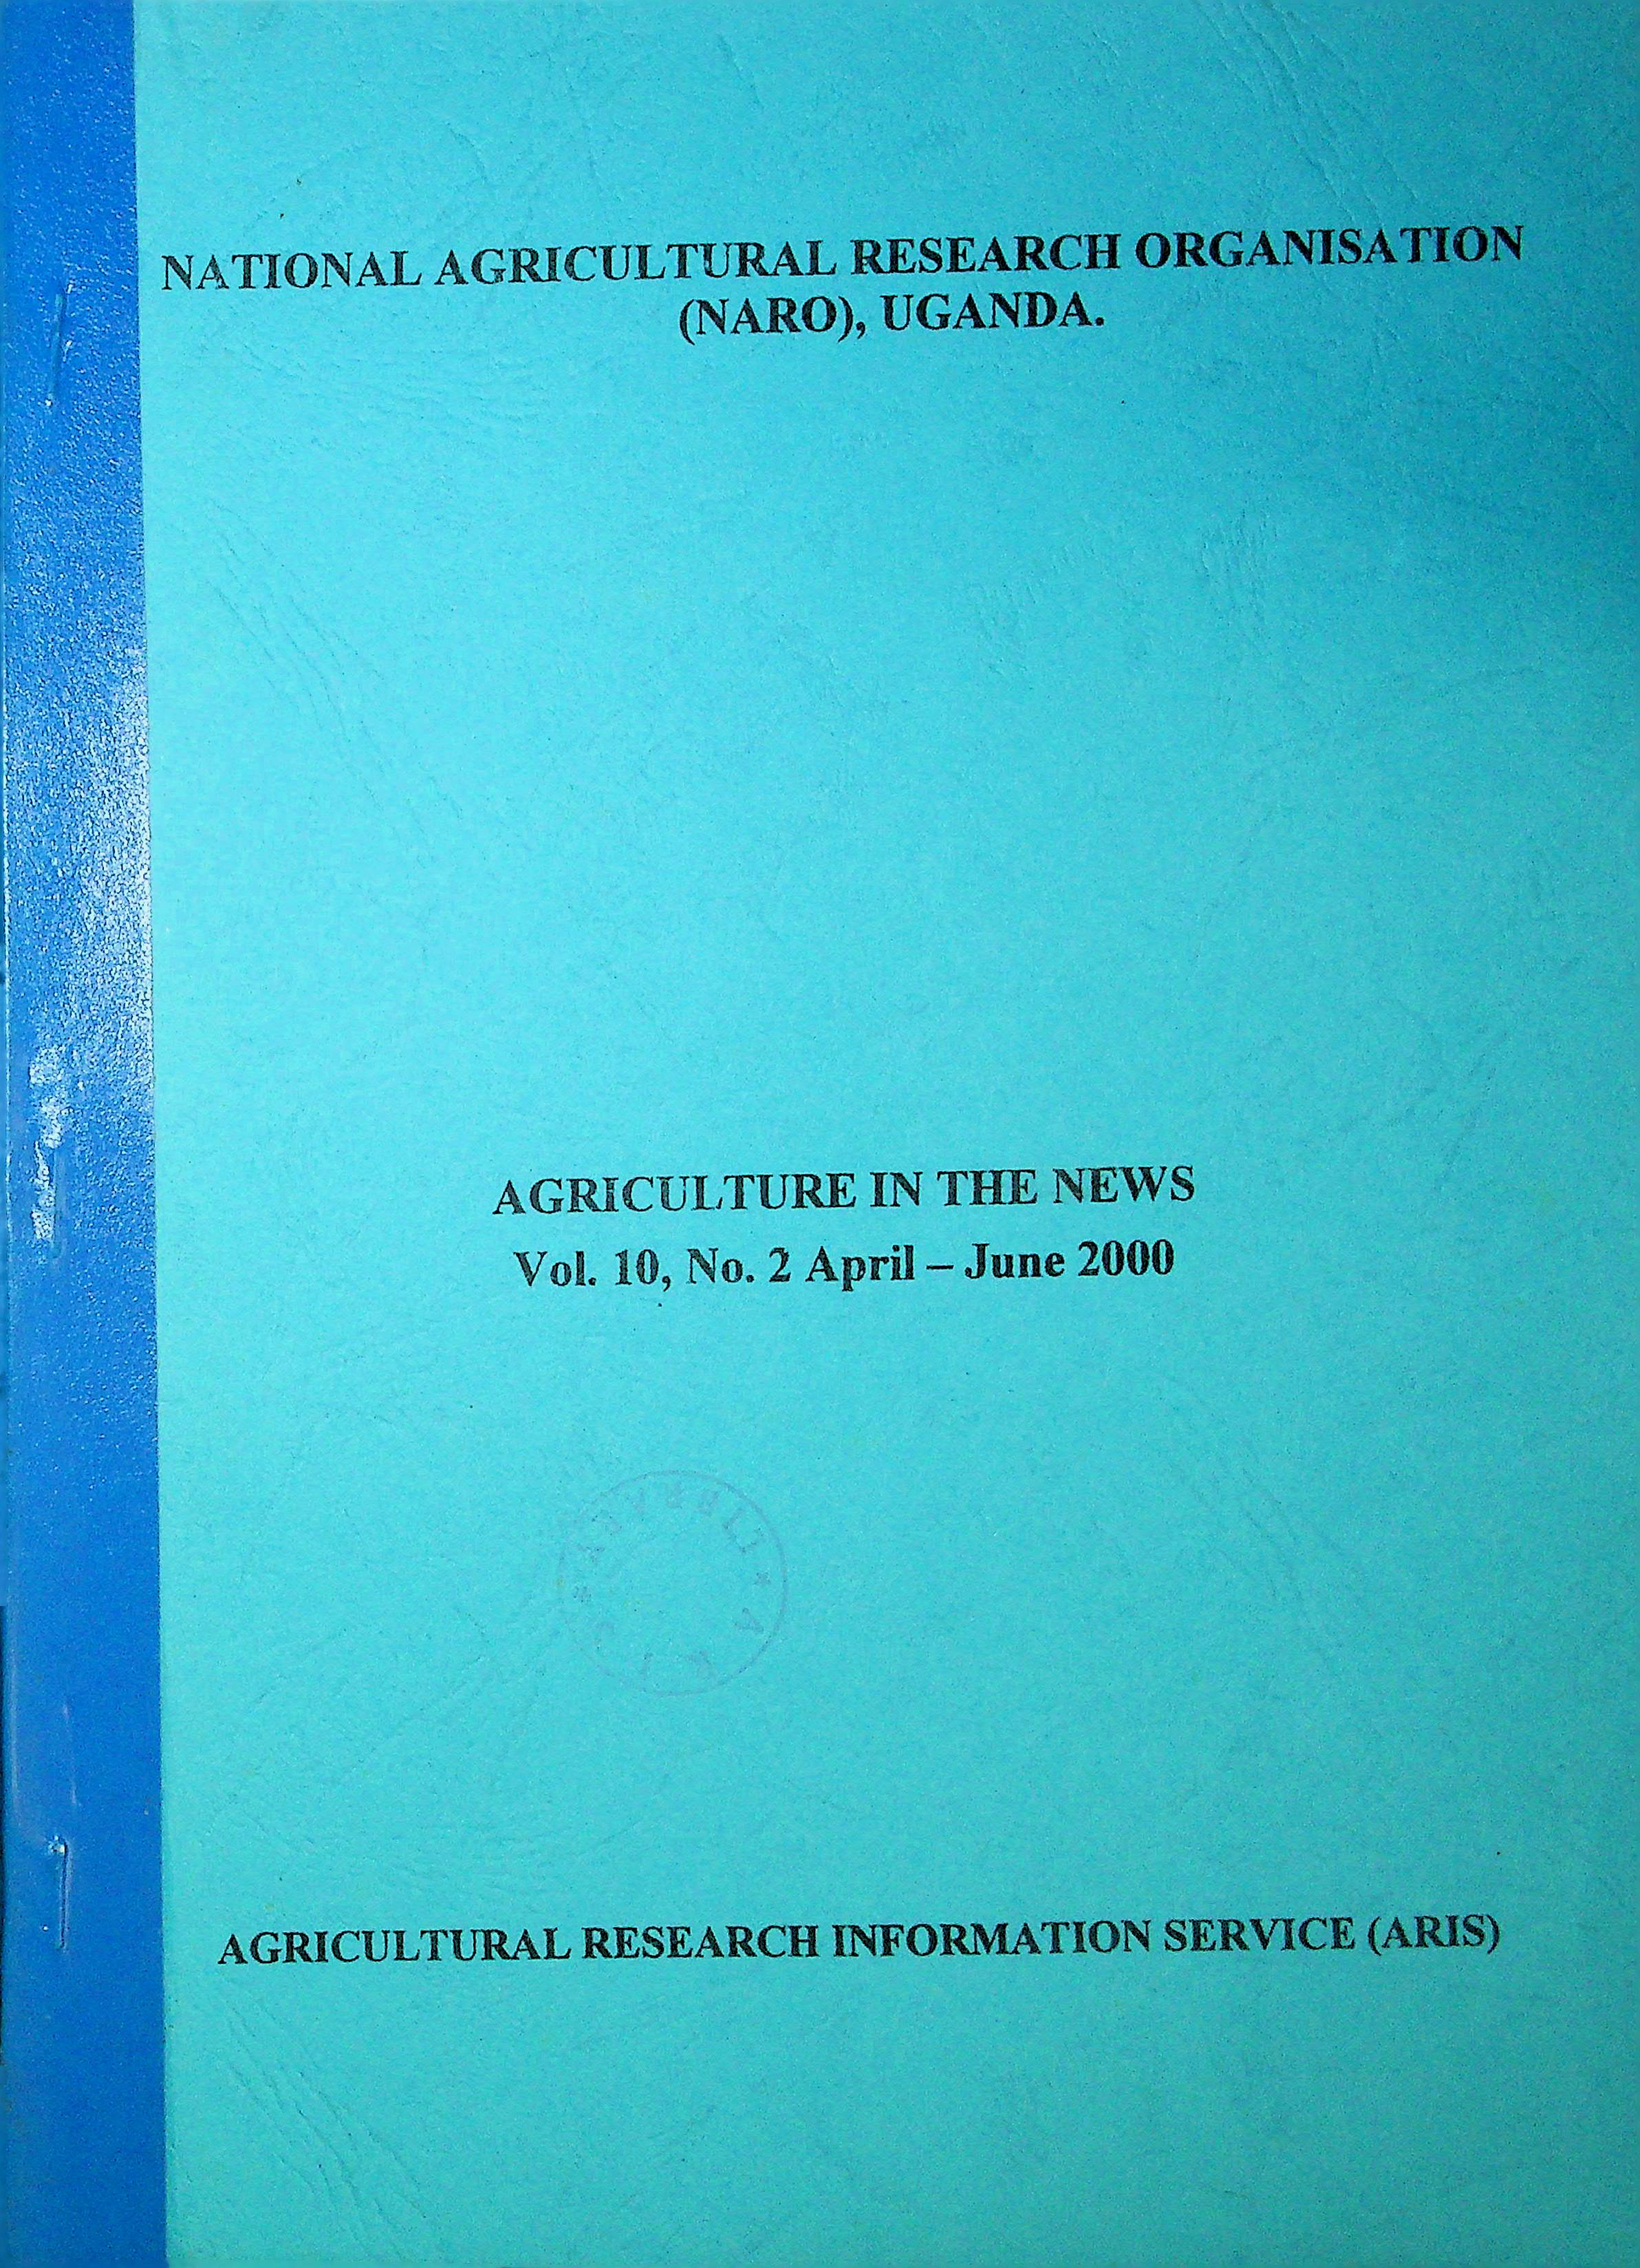 NATIONAL AGRICULTURAL RESEARCH ORGANISATION
(NARO), UGANDA.
AGRICULTURE IN THE NEWS
Vol. 10, No. 2 April – June 2000
AGRICULTURAL RESEARCH INFORMATION SERVICE (ARIS)